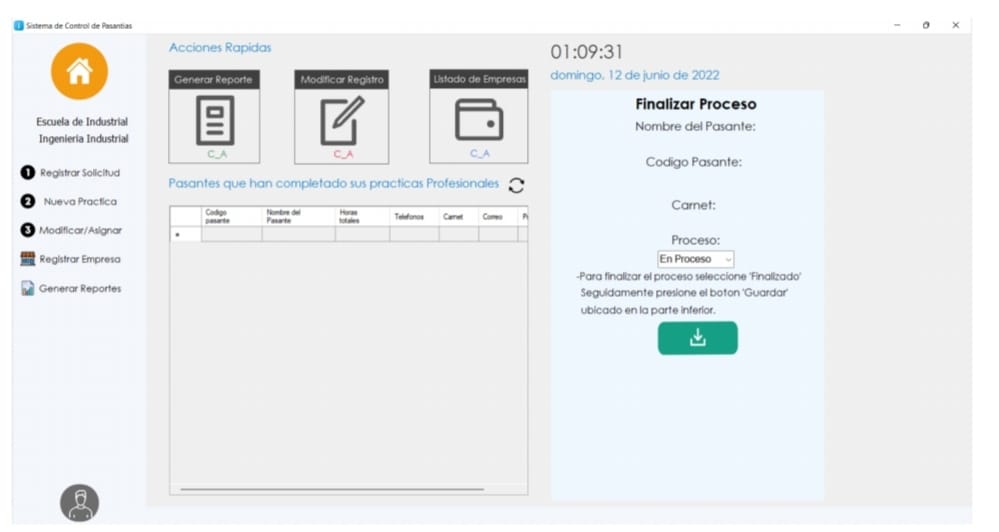 Sistema de Control de Pasantias
Escuela de Industrial
Ingenieria Industrial
1 Registrar Solicitud
2 Nueva Practica
3 Modificar/Asignar
Registrar Empresa
Generar Reportes
Acciones Rapidas
Generar Reporte
C_A
Modificar Registro
C_A
Listado de Empresas
C_A
Pasantes que han completado sus practicas Profesionales
Codigo pasante
Nombre del Pasante
Horas totales
Telefonos
Carnet
Correo
01:09:31
domingo, 12 de junio de 2022
Finalizar Proceso
Nombre del Pasante:
Codigo Pasante:
Carnet:
Proceso:
En Proceso
-Para finalizar el proceso seleccione 'Finalizado'
Seguidamente presione el boton 'Guardar'
ubicado en la parte inferior.